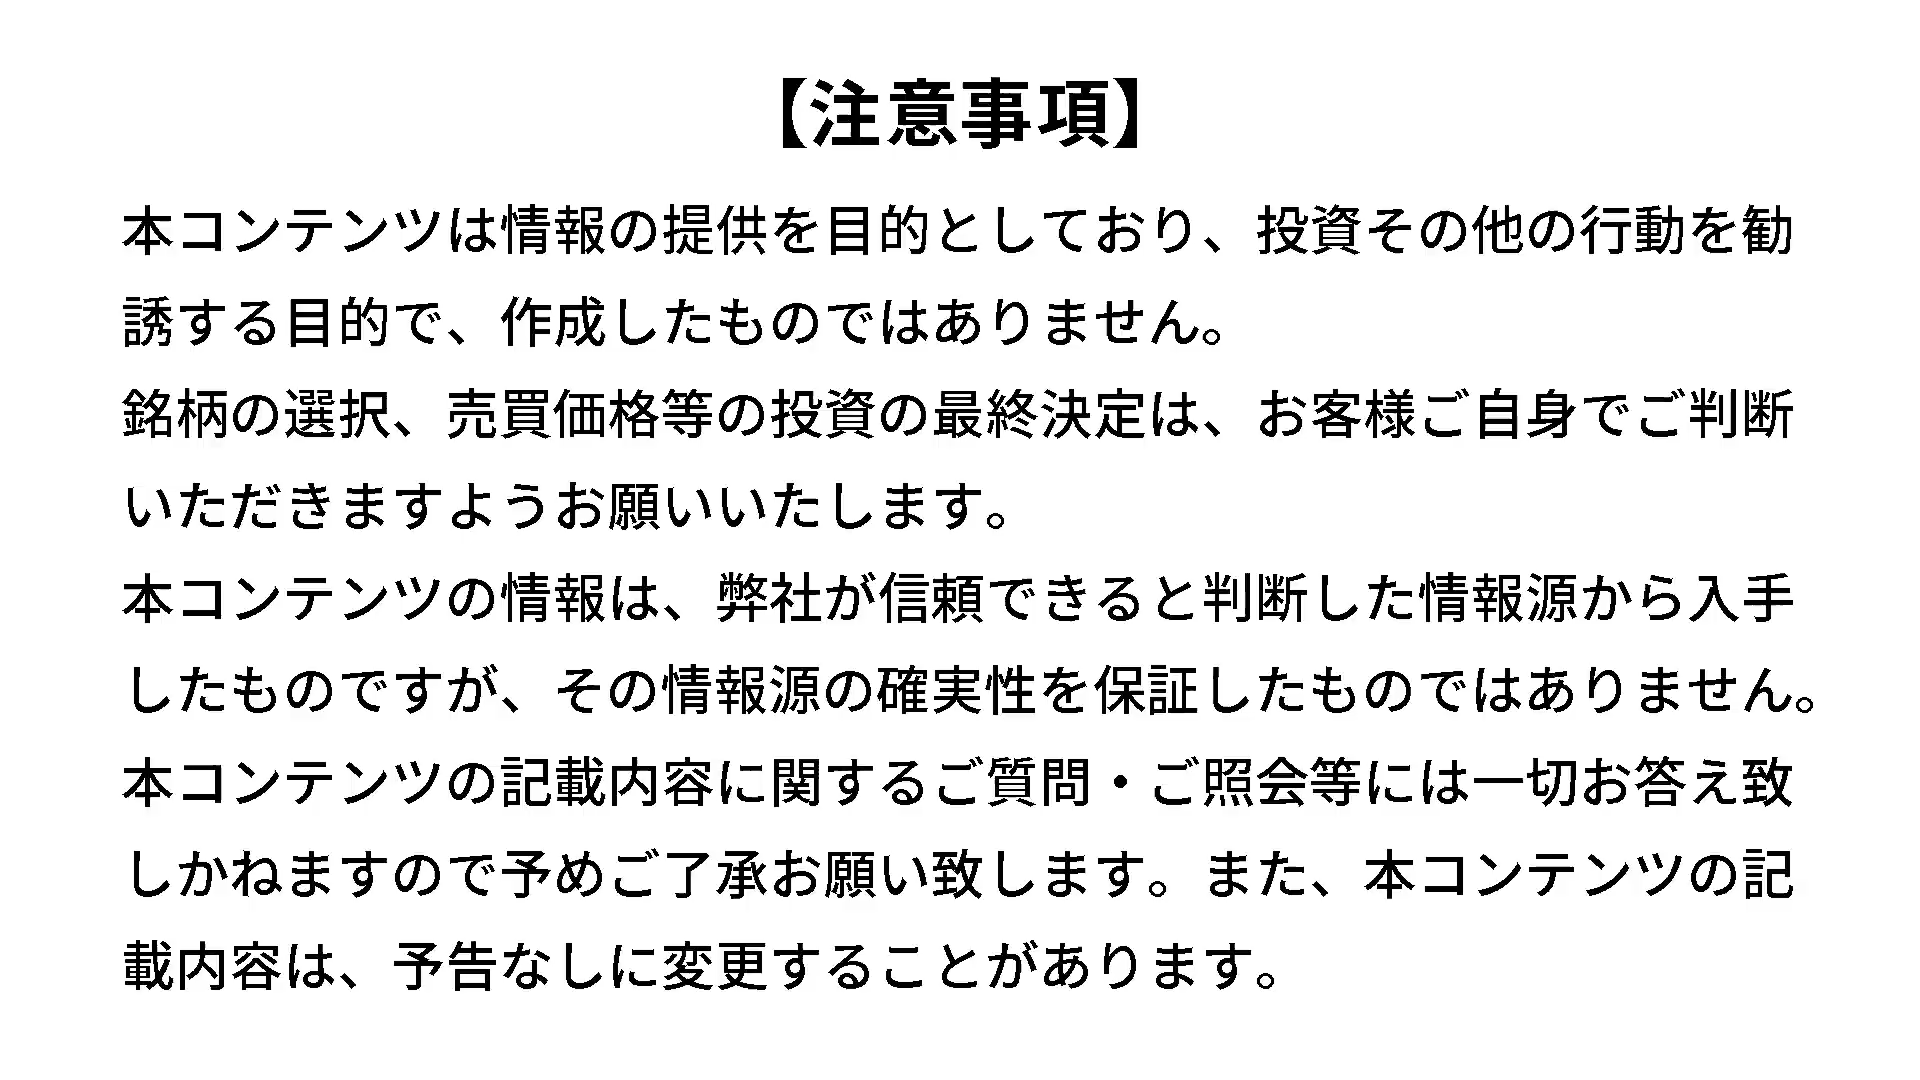 【注意事項】
本コンテンツは情報の提供を目的としており、投資その他の行動を勧
誘する目的で、作成したものではありません。
銘柄の選択、売買価格等の投資の最終決定は、お客様ご自身でご判断
いただきますようお願いいたします。
本コンテンツの情報は、弊社が信頼できると判断した情報源から入手
したものですが、その情報源の確実性を保証したものではありません。
本コンテンツの記載内容に関するご質問・ご照会等には一切お答え致
しかねますので予めご了承お願い致します。また、本コンテンツの記
載内容は、予告なしに変更することがあります。